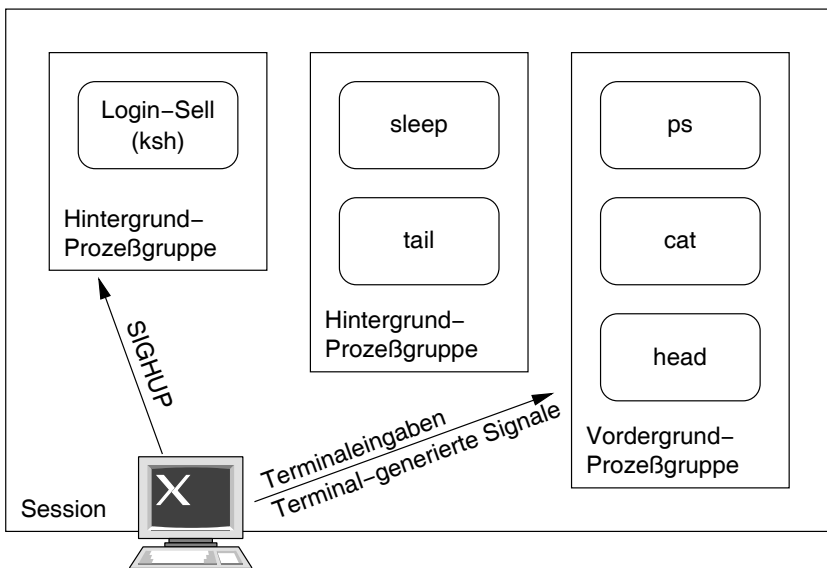 Login–Sell
(ksh)
Hintergrund–
Prozeßgruppe
sleep
tail
Hintergrund–
Prozeßgruppe
ps
cat
head
Vordergrund–
Prozeßgruppe
SIGHUP
Terminaleingaben
Terminal–generierte Signale
Session
X